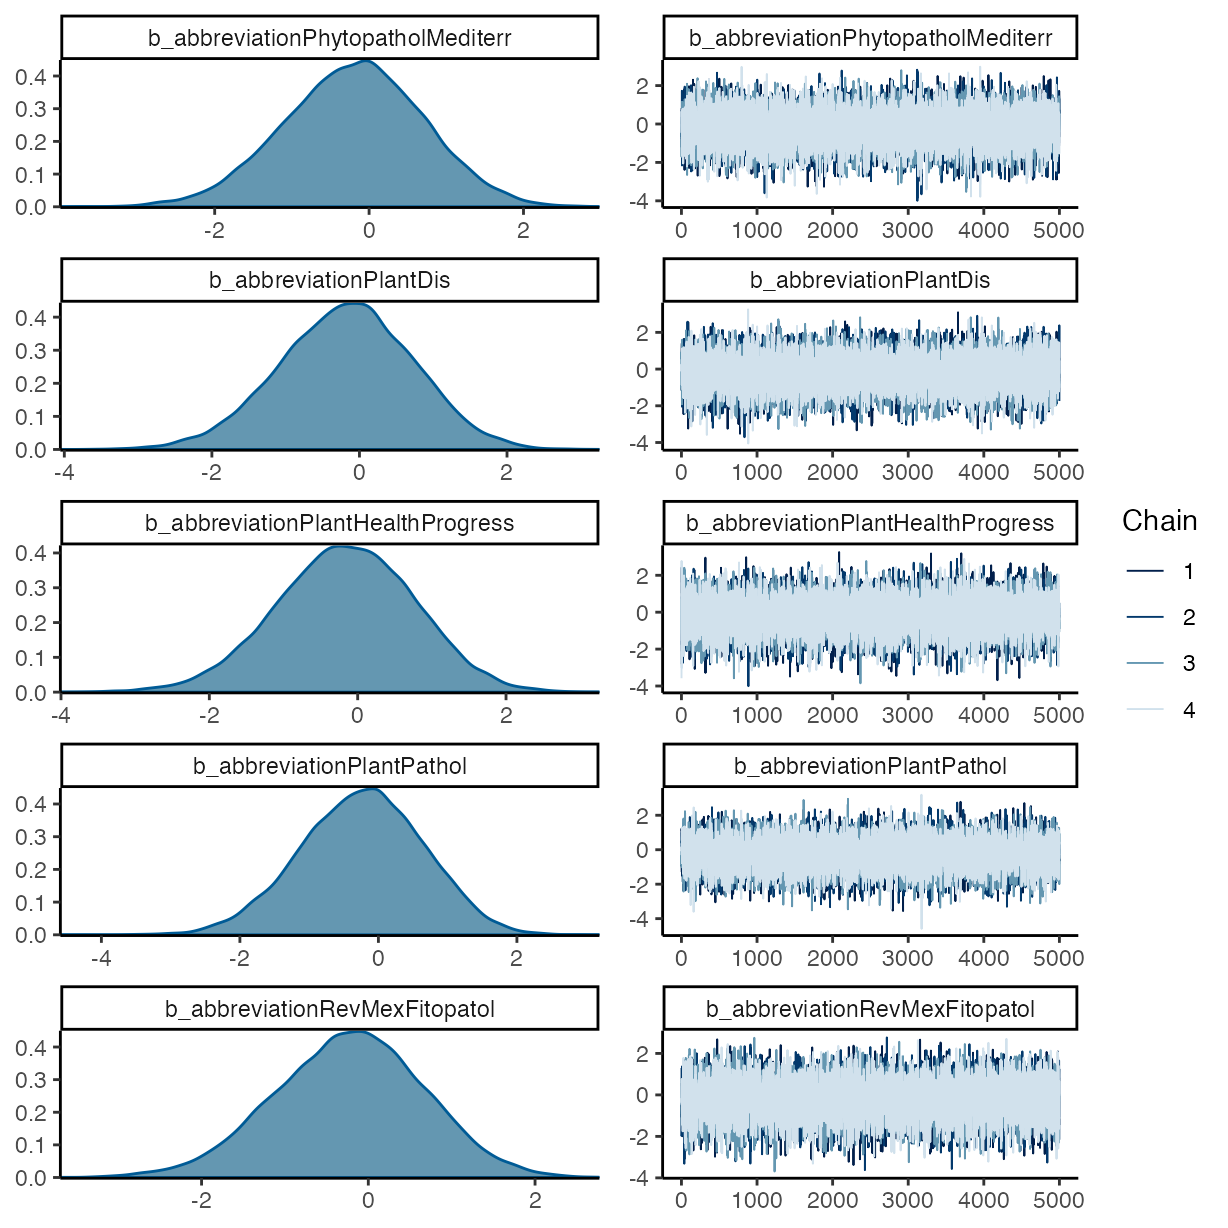 b_abbreviationPhytopatholMediterr
b_abbreviationPhytopatholMediterr
0.4
0.3
0.2
0.1
0.0
-2 0 2
2
0
-2
-4
0 1000 2000 3000 4000 5000
b_abbreviationPlantDis
b_abbreviationPlantDis
0.4
0.3
0.2
0.1
0.0
-4 -2 0 2
2
0
-2
-4
0 1000 2000 3000 4000 5000
b_abbreviationPlantHealthProgress
b_abbreviationPlantHealthProgress
0.4
0.3
0.2
0.1
0.0
-4 -2 0 2
2
0
-2
-4
0 1000 2000 3000 4000 5000
b_abbreviationPlantPathol
b_abbreviationPlantPathol
0.4
0.3
0.2
0.1
0.0
-4 -2 0 2
2
0
-2
-4
0 1000 2000 3000 4000 5000
b_abbreviationRevMexFitopatol
b_abbreviationRevMexFitopatol
0.4
0.3
0.2
0.1
0.0
-2 0 2
2
0
-2
-4
0 1000 2000 3000 4000 5000
Chain
1
2
3
4